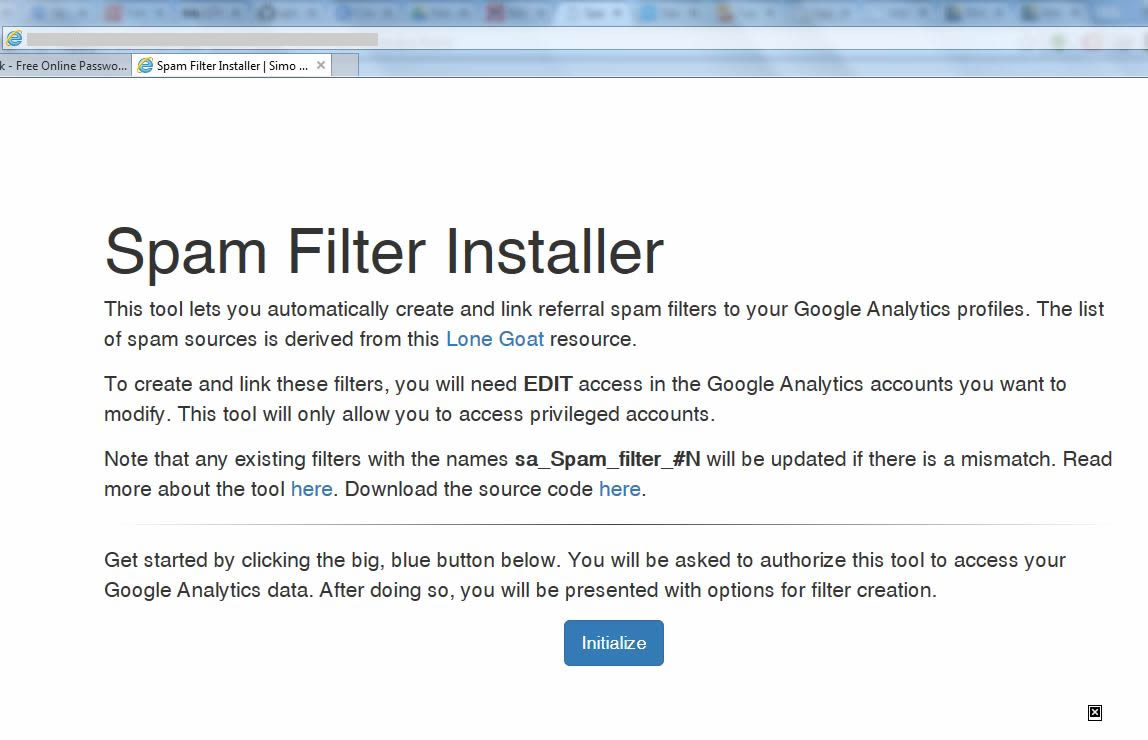 k - Free Online Passwo...
Spam Filter Installer | Simo ...
Spam Filter Installer
This tool lets you automatically create and link referral spam filters to your Google Analytics profiles. The list
of spam sources is derived from this Lone Goat resource.
To create and link these filters, you will need EDIT access in the Google Analytics accounts you want to
modify. This tool will only allow you to access privileged accounts.
Note that any existing filters with the names sa_Spam_filter_#N will be updated if there is a mismatch. Read
more about the tool here. Download the source code here.
Get started by clicking the big, blue button below. You will be asked to authorize this tool to access your
Google Analytics data. After doing so, you will be presented with options for filter creation.
Initialize